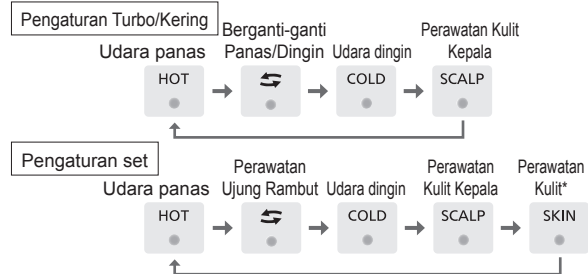 Pengaturan Turbo/Kering
Udara panas
Berganti-ganti
Panas/Dingin
Udara dingin
Perawatan Kulit
Kepala
HOT
COLD
SCALP
Pengaturan set
Udara panas
Perawatan
Ujung Rambut
Udara dingin
Perawatan
Kulit Kepala
Perawatan
Kulit*
HOT
COLD
SCALP
SKIN